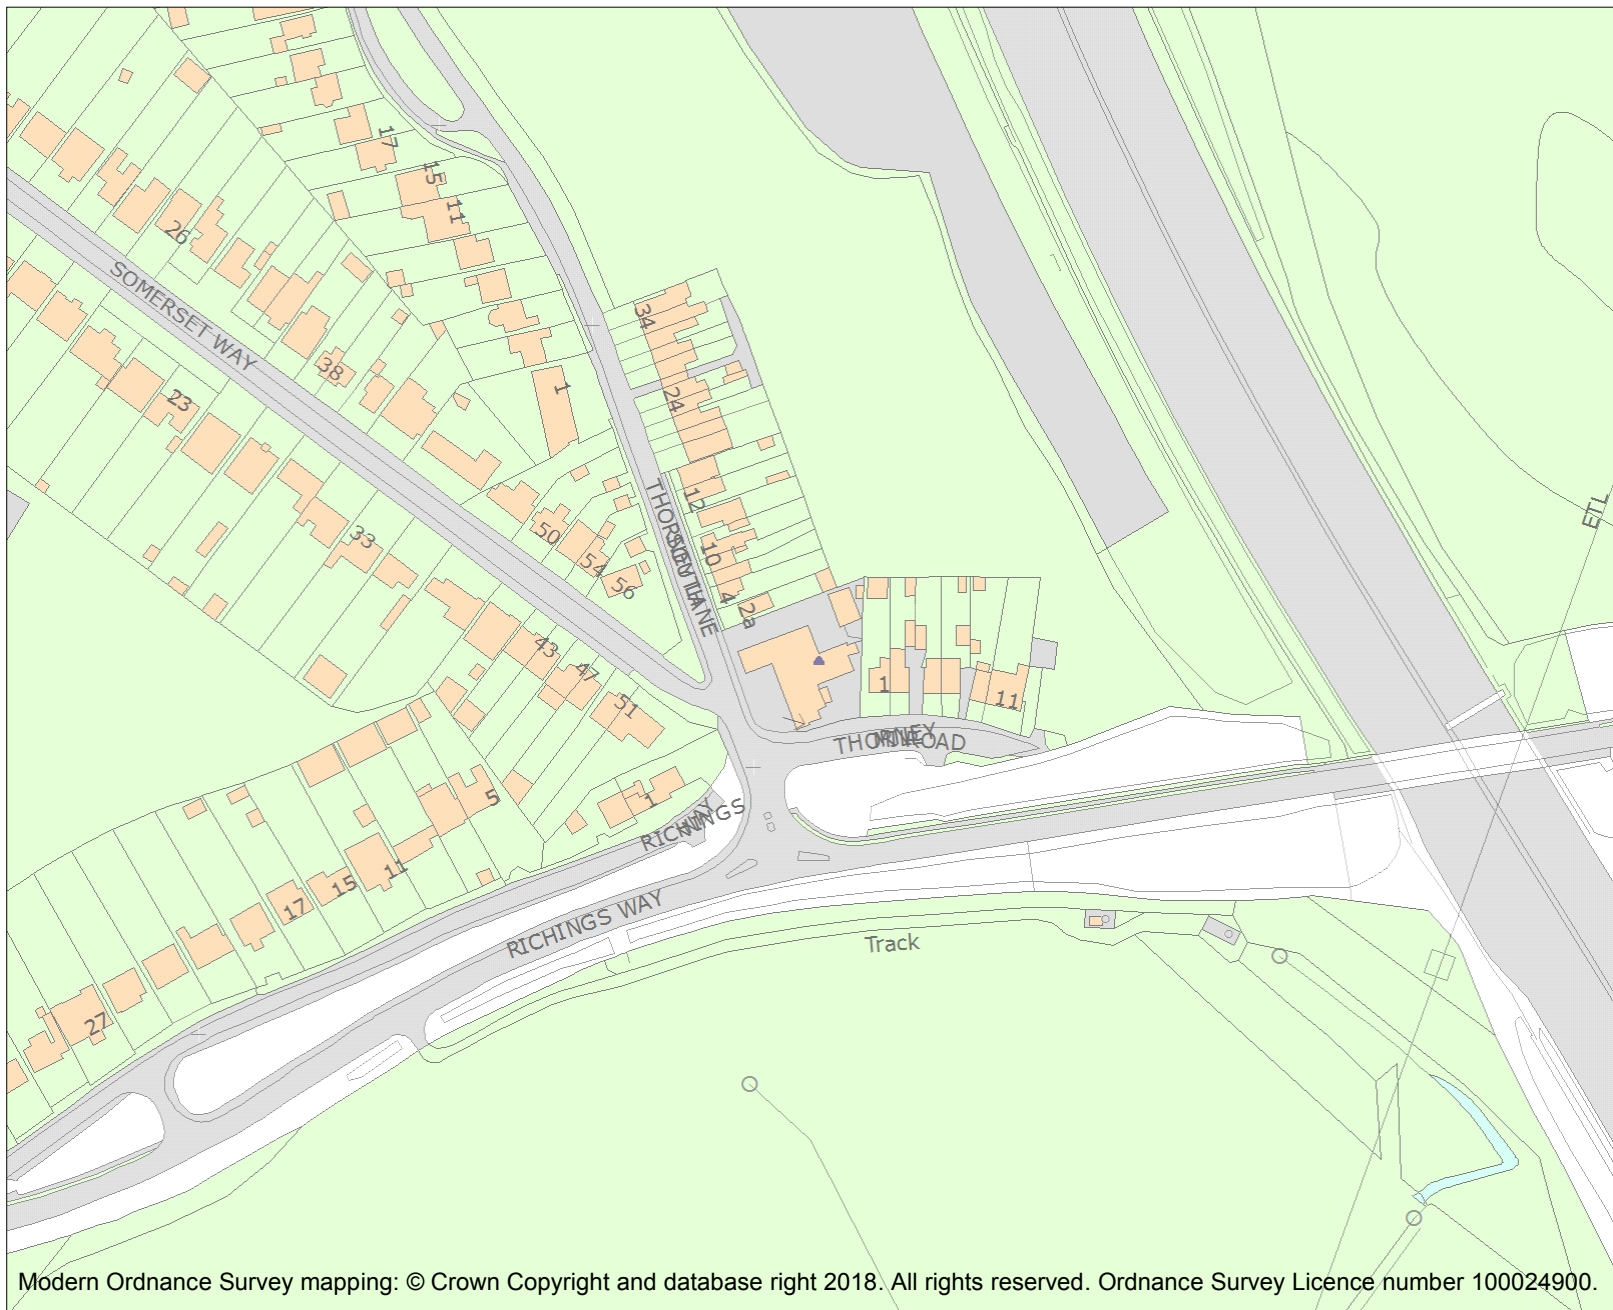 17
15
11
26
SOMERSET WAY
34
38
1
23
24
12
33
50
54
56
10
4
2a
THORNEY LANE
SOUTH
43
47
51
1
11
THORNEY
MILL ROAD
ETL
1
5
RICHINGS
WAY
11
15
17
RICHINGS WAY
Track
27
Modern Ordnance Survey mapping: © Crown Copyright and database right 2018. All rights reserved. Ordnance Survey Licence number 100024900.